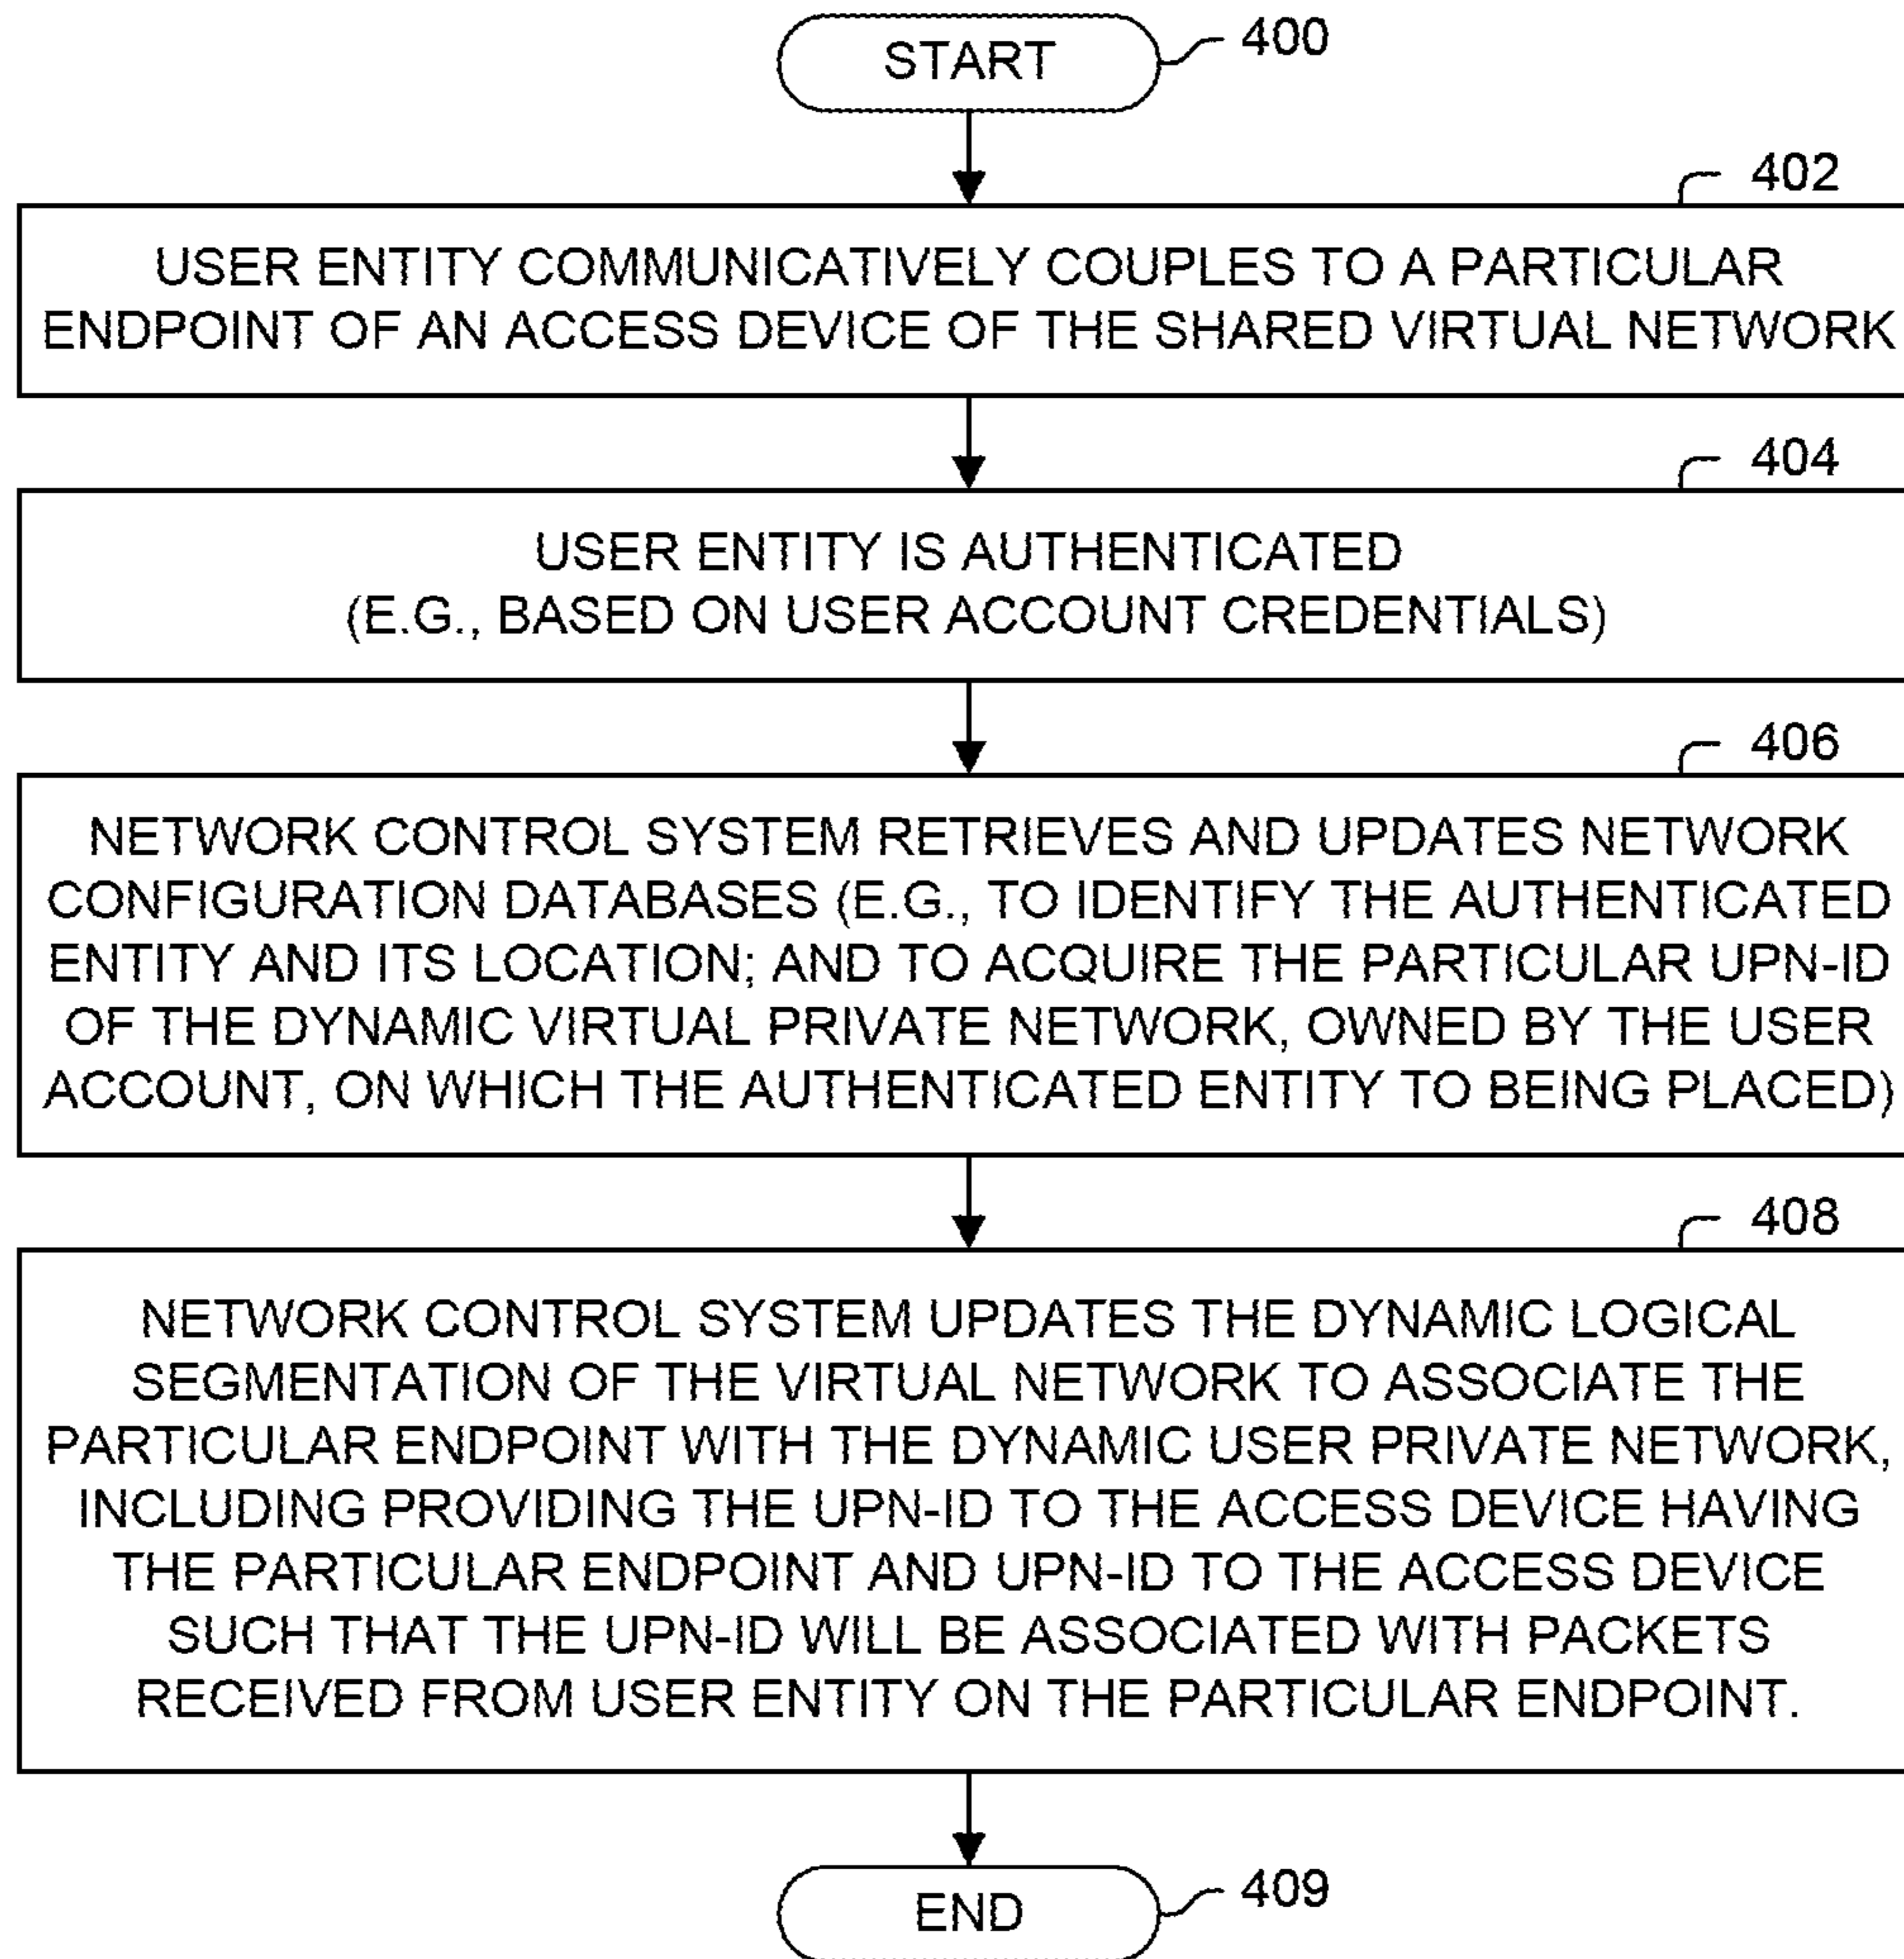 START
400
402
USER ENTITY COMMUNICATIVELY COUPLES TO A PARTICULAR
ENDPOINT OF AN ACCESS DEVICE OF THE SHARED VIRTUAL NETWORK
404
USER ENTITY IS AUTHENTICATED
(E.G., BASED ON USER ACCOUNT CREDENTIALS)
406
NETWORK CONTROL SYSTEM RETRIEVES AND UPDATES NETWORK
CONFIGURATION DATABASES (E.G., TO IDENTIFY THE AUTHENTICATED
ENTITY AND ITS LOCATION; AND TO ACQUIRE THE PARTICULAR UPN-ID
OF THE DYNAMIC VIRTUAL PRIVATE NETWORK, OWNED BY THE USER
ACCOUNT, ON WHICH THE AUTHENTICATED ENTITY TO BEING PLACED)
408
NETWORK CONTROL SYSTEM UPDATES THE DYNAMIC LOGICAL
SEGMENTATION OF THE VIRTUAL NETWORK TO ASSOCIATE THE
PARTICULAR ENDPOINT WITH THE DYNAMIC USER PRIVATE NETWORK,
INCLUDING PROVIDING THE UPN-ID TO THE ACCESS DEVICE HAVING
THE PARTICULAR ENDPOINT AND UPN-ID TO THE ACCESS DEVICE
SUCH THAT THE UPN-ID WILL BE ASSOCIATED WITH PACKETS
RECEIVED FROM USER ENTITY ON THE PARTICULAR ENDPOINT.
END
409